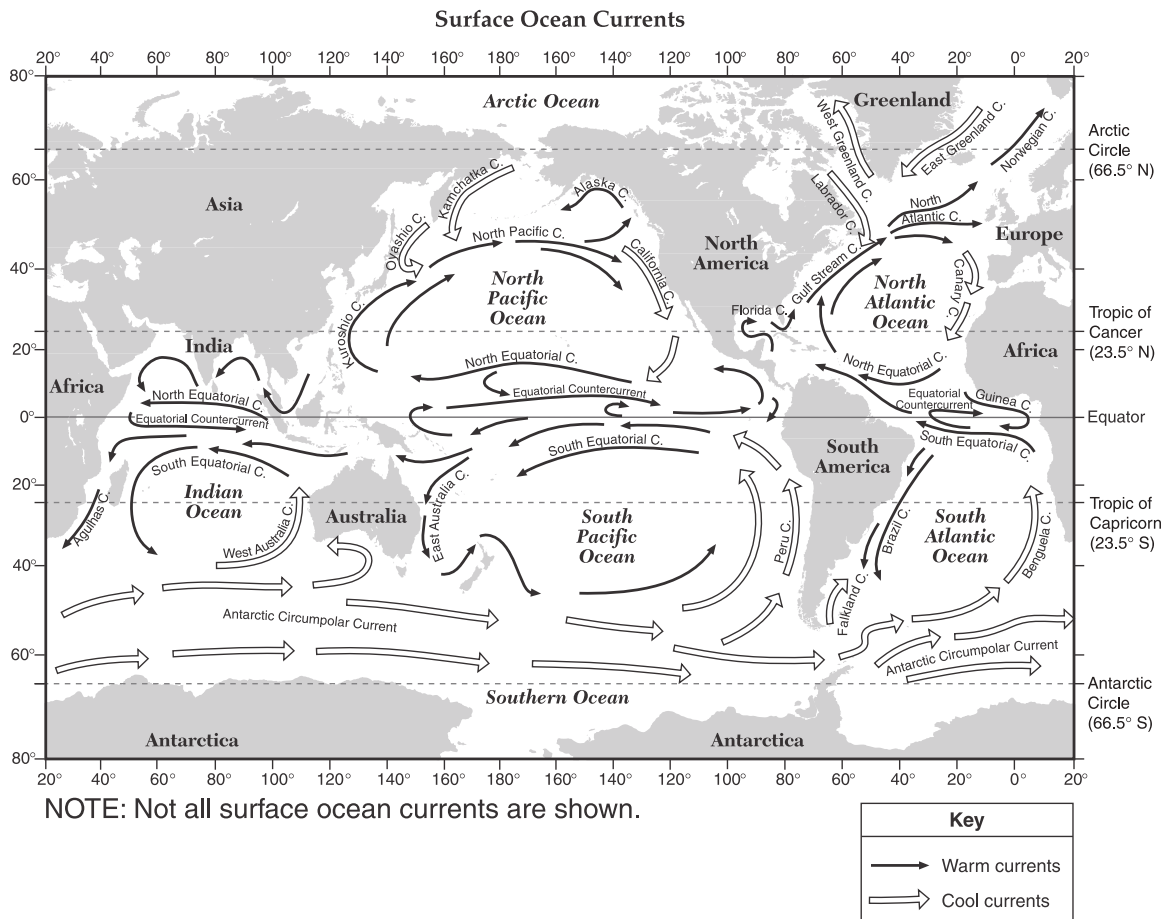 Surface Ocean Currents
20° 40° 60° 80° 100° 120° 140° 160° 180° 160° 140° 120° 100° 80° 60° 40° 20° 0° 20°
80°
60°
40°
20°
0°
20°
40°
60°
80°
Arctic Ocean
Greenland
Arctic
Circle
(66.5° N)
West Greenland C.
East Greenland C.
Norwegian C.
Kamchatka C.
Alaska C.
Labrador C.
Asia
Oyashio C.
North Pacific C.
California C.
North
America
North
Atlantic C.
Europe
North
Pacific
Ocean
Gulf Stream C.
North
Atlantic
Ocean
Canary C.
Kuroshio C.
Florida C.
Tropic of
Cancer
(23.5° N)
India
Africa
North Equatorial C.
North Equatorial C.
North Equatorial C.
Africa
Equatorial Countercurrent
Equatorial Countercurrent
Equatorial
Countercurrent
Guinea C.
Equator
South Equatorial C.
South Equatorial C.
South Equatorial C.
South
America
Indian
Ocean
Agulhas C.
Australia
East Australia C.
South
Pacific
Ocean
Peru C.
Brazil C.
South
Atlantic
Ocean
Benguela C.
Tropic of
Capricorn
(23.5° S)
West Australia C.
Falkland C.
Antarctic Circumpolar Current
Antarctic Circumpolar Current
Southern Ocean
Antarctic
Circle
(66.5° S)
Antarctica
Antarctica
20° 40° 60° 80° 100° 120° 140° 160° 180° 160° 140° 120° 100° 80° 60° 40° 20° 0° 20°
NOTE: Not all surface ocean currents are shown.
Key
Warm currents
Cool currents